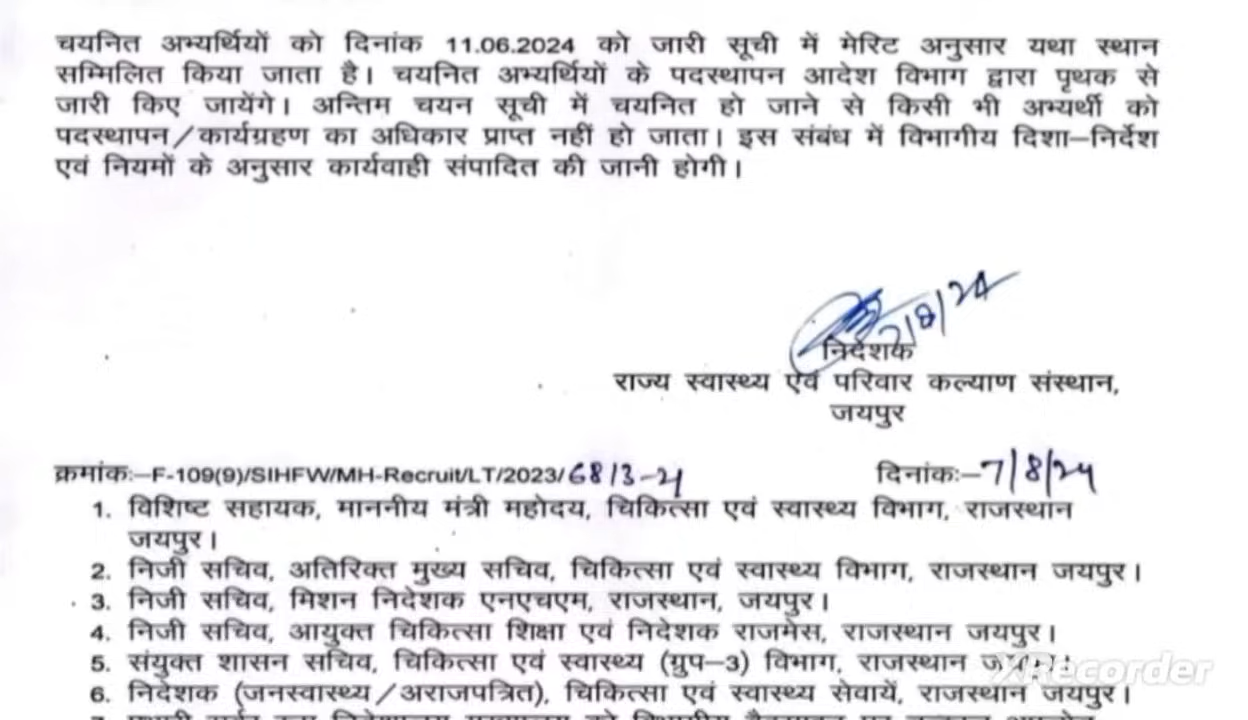 चयनित अभ्यर्थियों को दिनांक 11.06.2024 को जारी सूची में मेरिट अनुसार यथा स्थान
सम्मिलित किया जाता है। चयनित अभ्यर्थियों के पदस्थापन आदेश विभाग द्वारा पृथक से
जारी किए जायेंगे। अन्तिम चयन सूची में चयनित हो जाने से किसी भी अभ्यर्थी को
पदस्थापन/कार्यग्रहण का अधिकार प्राप्त नहीं हो जाता। इस संबंध में विभागीय दिशा–निर्देश
एवं नियमों के अनुसार कार्यवाही संपादित की जानी होगी।
7/8/24
निदेशक
राज्य स्वास्थ्य एवं परिवार कल्याण संस्थान,
जयपुर
क्रमांकः–F-109(9)/SIHFW/MH-Recruit/LT/2023/6813-21 दिनांकः–7/8/24
1. विशिष्ट सहायक, माननीय मंत्री महोदय, चिकित्सा एवं स्वास्थ्य विभाग, राजस्थान
जयपुर।
2. निजी सचिव, अतिरिक्त मुख्य सचिव, चिकित्सा एवं स्वास्थ्य विभाग, राजस्थान जयपुर।
3. निजी सचिव, मिशन निदेशक एनएचएम, राजस्थान, जयपुर।
4. निजी सचिव, आयुक्त चिकित्सा शिक्षा एवं निदेशक राजमेस, राजस्थान जयपुर।
5. संयुक्त शासन सचिव, चिकित्सा एवं स्वास्थ्य (ग्रुप–3) विभाग, राजस्थान जयपुर।
XRecorder
6. निदेशक (जनस्वास्थ्य/अराजपत्रित), चिकित्सा एवं स्वास्थ्य सेवायें, राजस्थान जयपुर।